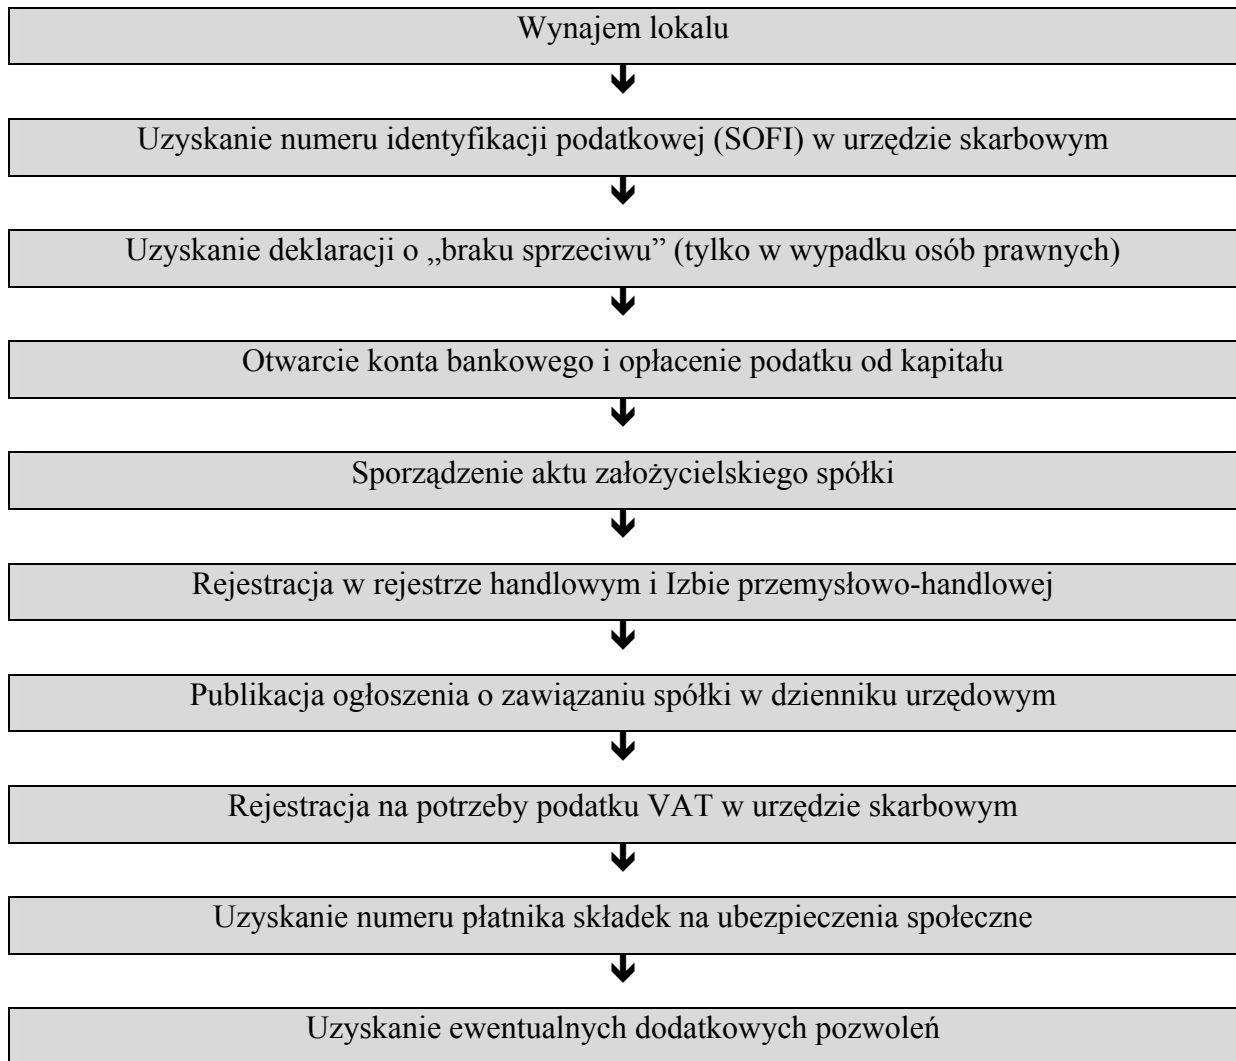 Wynajem lokalu
Uzyskanie numeru identyfikacji podatkowej (SOFI) w urzędzie skarbowym
Uzyskanie deklaracji o „braku sprzeciwu” (tylko w wypadku osób prawnych)
Otwarcie konta bankowego i opłacenie podatku od kapitału
Sporządzenie aktu założycielskiego spółki
Rejestracja w rejestrze handlowym i Izbie przemysłowo-handlowej
Publikacja ogłoszenia o zawiązaniu spółki w dzienniku urzędowym
Rejestracja na potrzeby podatku VAT w urzędzie skarbowym
Uzyskanie numeru płatnika składek na ubezpieczenia społeczne
Uzyskanie ewentualnych dodatkowych pozwoleń